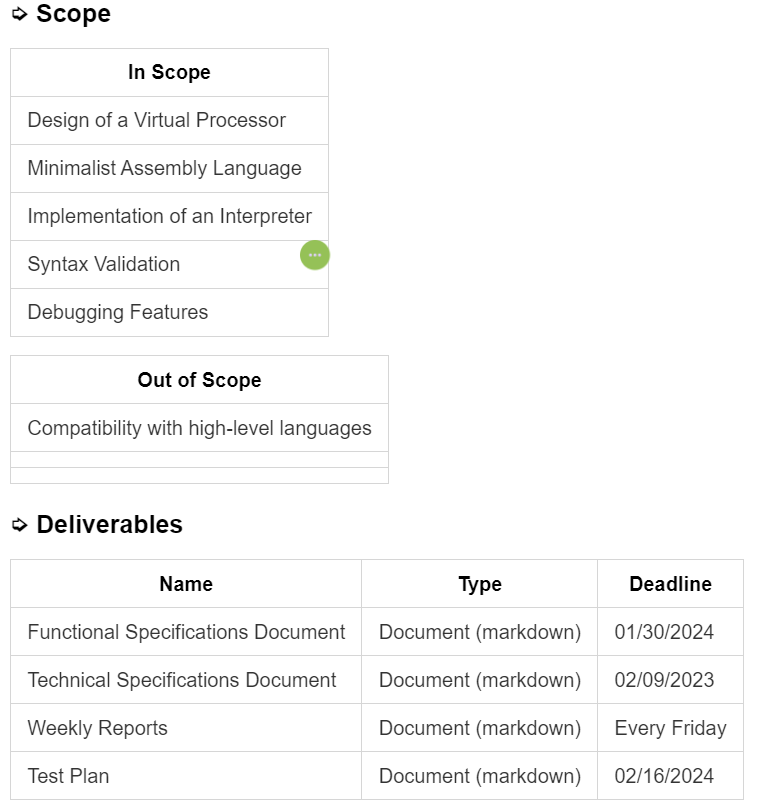 ➩ Scope
In Scope
Design of a Virtual Processor
Minimalist Assembly Language
Implementation of an Interpreter
Syntax Validation
Debugging Features
Out of Scope
Compatibility with high-level languages
➩ Deliverables
Name Type Deadline
Functional Specifications Document Document (markdown) 01/30/2024
Technical Specifications Document Document (markdown) 02/09/2023
Weekly Reports Document (markdown) Every Friday
Test Plan Document (markdown) 02/16/2024